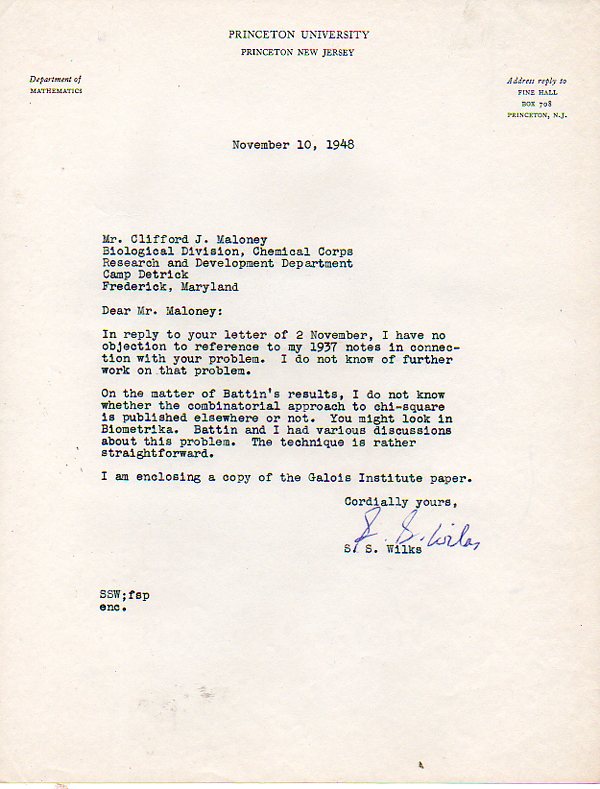 PRINCETON UNIVERSITY
PRINCETON NEW JERSEY
Department of
MATHEMATICS
Address reply to
FINE HALL
BOX 708
PRINCETON, N.J.
November 10, 1948
Mr. Clifford J. Maloney
Biological Division, Chemical Corps
Research and Development Department
Camp Detrick
Frederick, Maryland
Dear Mr. Maloney:
In reply to your letter of 2 November, I have no
objection to reference to my 1937 notes in connec-
tion with your problem. I do not know of further
work on that problem.
On the matter of Battin's results, I do not know
whether the combinatorial approach to chi-square
is published elsewhere or not. You might look in
Biometrika. Battin and I had various discussions
about this problem. The technique is rather
straightforward.
I am enclosing a copy of the Galois Institute paper.
Cordially yours,
S. S. Wilks
S. S. Wilks
SSW;fsp
enc.